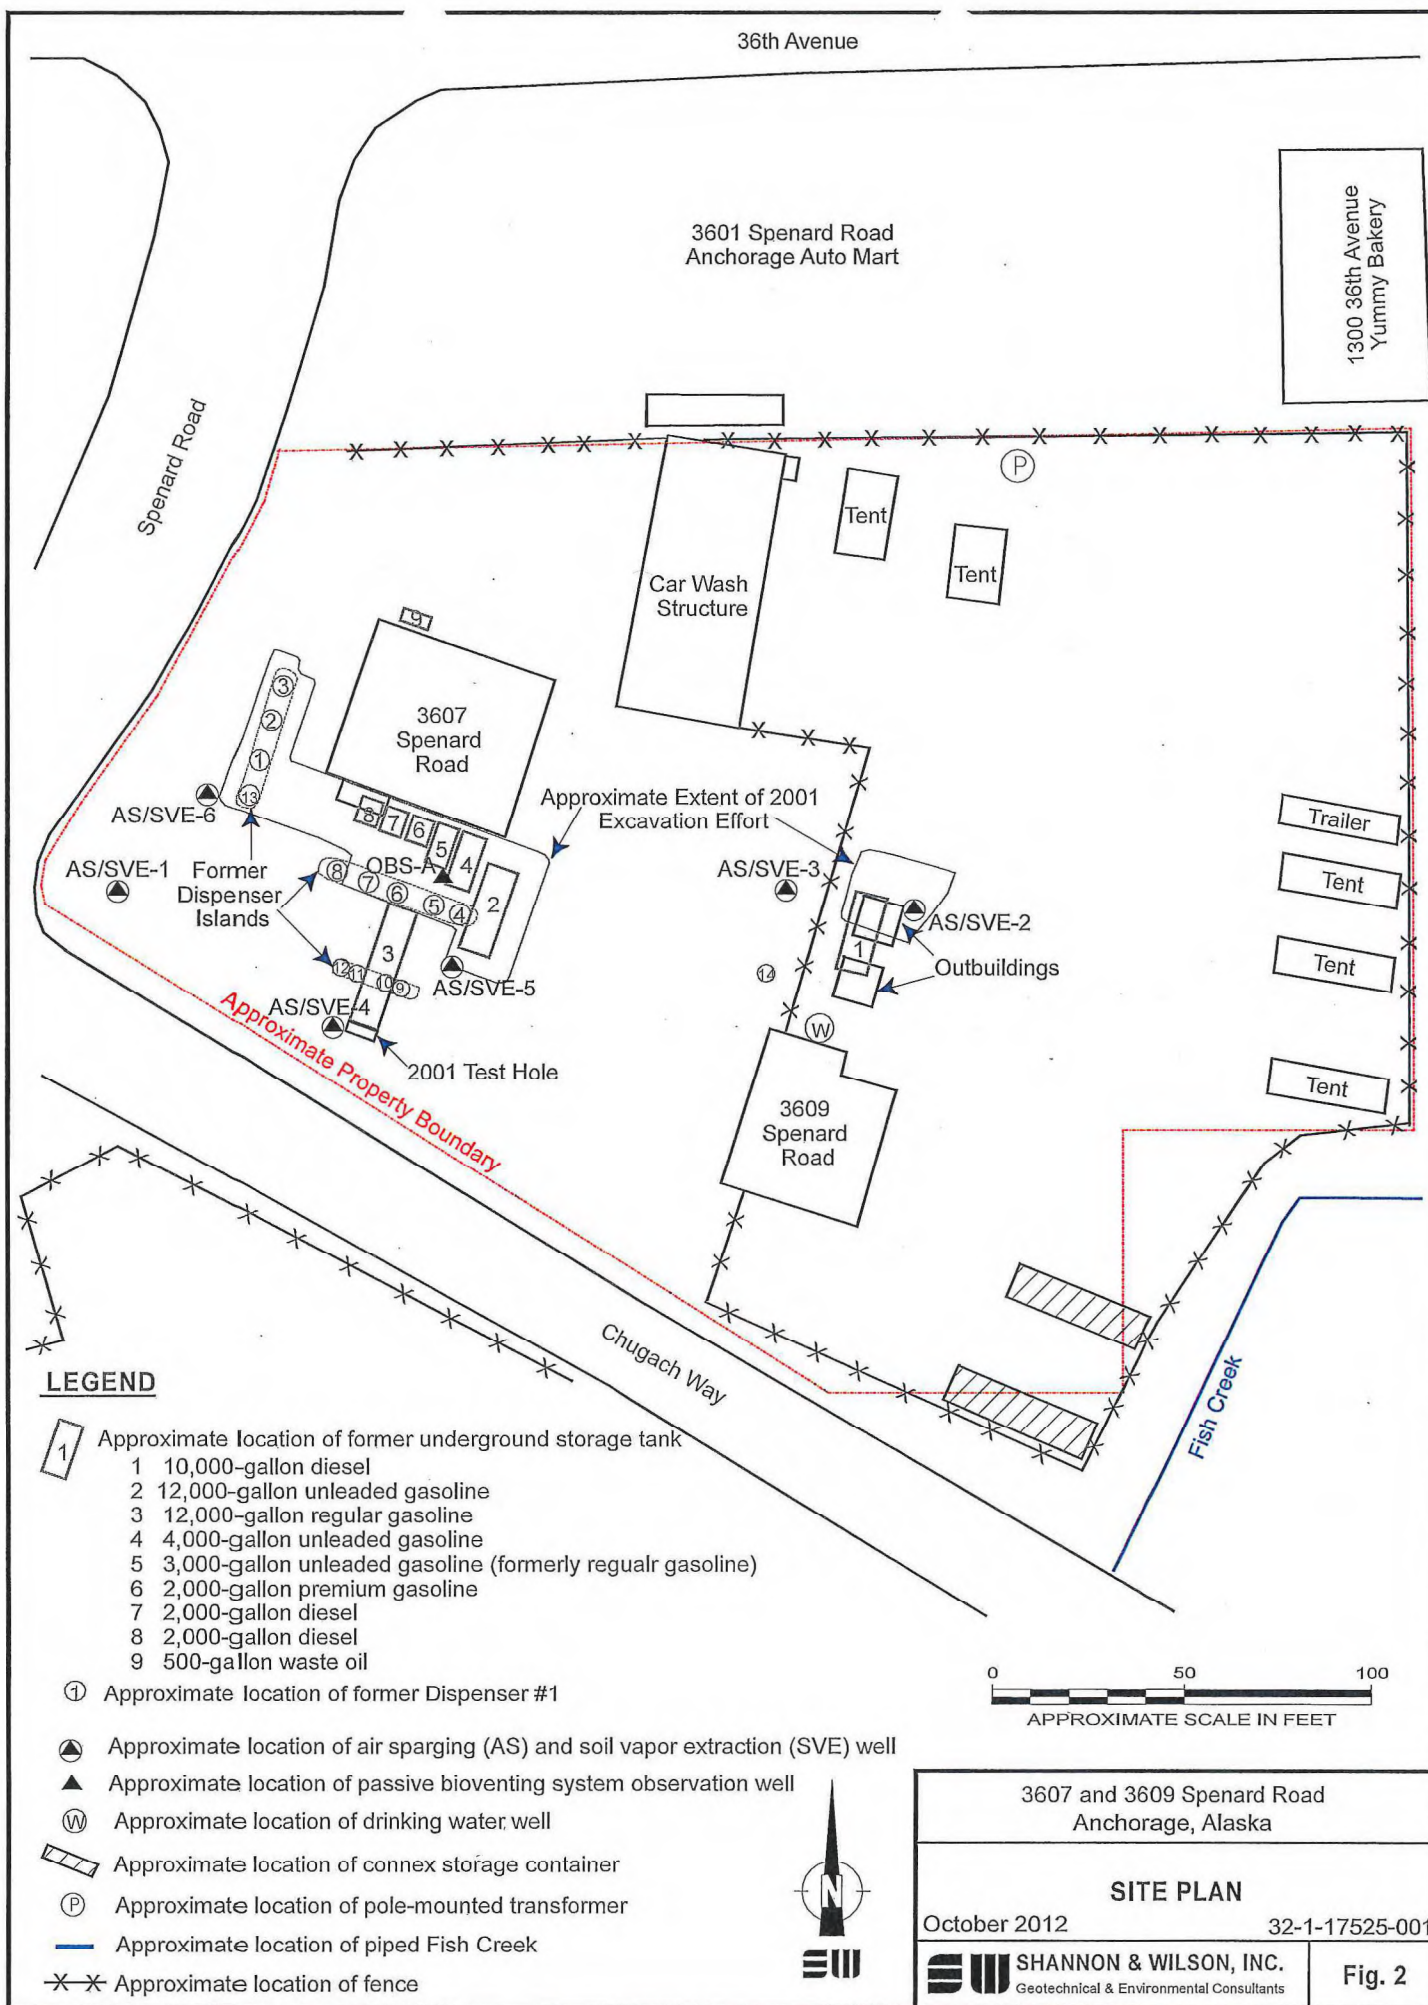 36th Avenue
3601 Spenard Road
Anchorage Auto Mart
1300 36th Avenue
Yummy Bakery
Spenard Road
P
Tent
Tent
Car Wash
Structure
9
3607
Spenard
Road
3
2
1
13
AS/SVE-6
8
7
6
5
4
2
Approximate Extent of 2001
Excavation Effort
Trailer
Tent
Tent
Tent
AS/SVE-1
Former
Dispenser
Islands
OBS-A
8
7
6
5
4
AS/SVE-3
AS/SVE-2
1
Outbuildings
3
12
11
10
9
AS/SVE-5
14
AS/SVE-4
W
2001 Test Hole
Approximate Property Boundary
3609
Spenard
Road
Chugach Way
Fish Creek
LEGEND
1 Approximate location of former underground storage tank
1 10,000-gallon diesel
2 12,000-gallon unleaded gasoline
3 12,000-gallon regular gasoline
4 4,000-gallon unleaded gasoline
5 3,000-gallon unleaded gasoline (formerly regualr gasoline)
6 2,000-gallon premium gasoline
7 2,000-gallon diesel
8 2,000-gallon diesel
9 500-gallon waste oil
1 Approximate location of former Dispenser #1
Approximate location of air sparging (AS) and soil vapor extraction (SVE) well
Approximate location of passive bioventing system observation well
W Approximate location of drinking water well
Approximate location of connex storage container
P Approximate location of pole-mounted transformer
Approximate location of piped Fish Creek
Approximate location of fence
N
SW
0 50 100
APPROXIMATE SCALE IN FEET
3607 and 3609 Spenard Road
Anchorage, Alaska
SITE PLAN
October 2012 32-1-17525-001
SW SHANNON & WILSON, INC.
Geotechnical & Environmental Consultants
Fig. 2